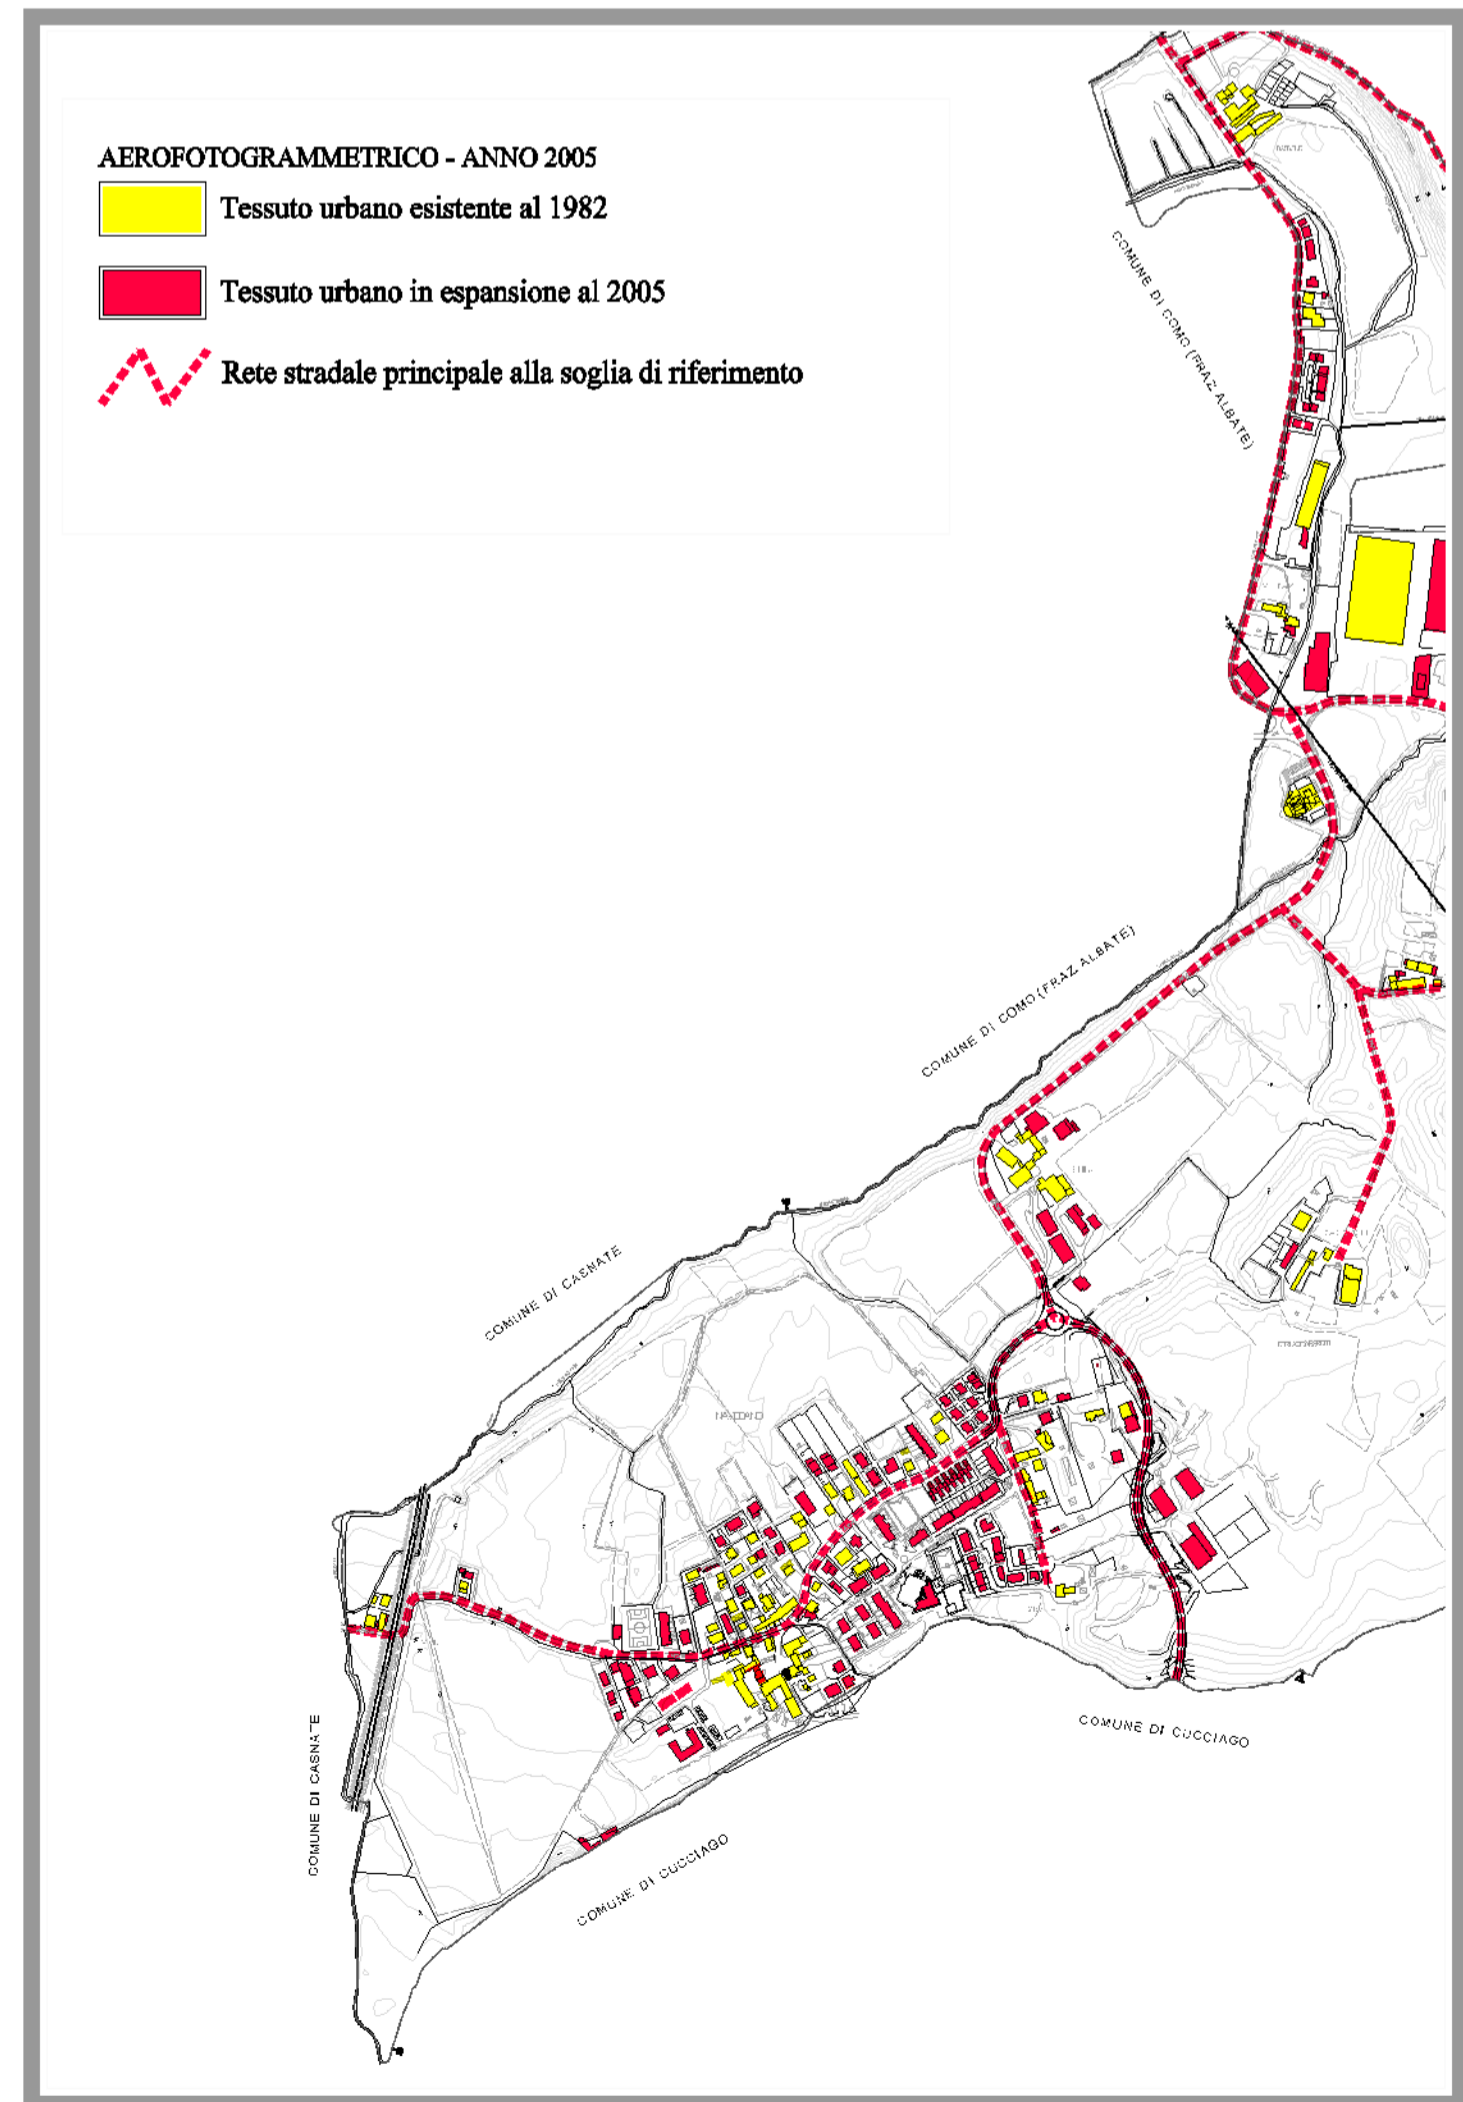 AEROFOTOGRAMMETRICO - ANNO 2005
Tessuto urbano esistente al 1982
Tessuto urbano in espansione al 2005
Rete stradale principale alla soglia di riferimento
COMUNE DI COMO (FRAZ ALBATE)
COMUNE DI COMO (FRAZ ALBATE)
COMUNE DI CASNATE
COMUNE DI CASNATE
COMUNE DI CUCCIAGO
COMUNE DI CUCCIAGO